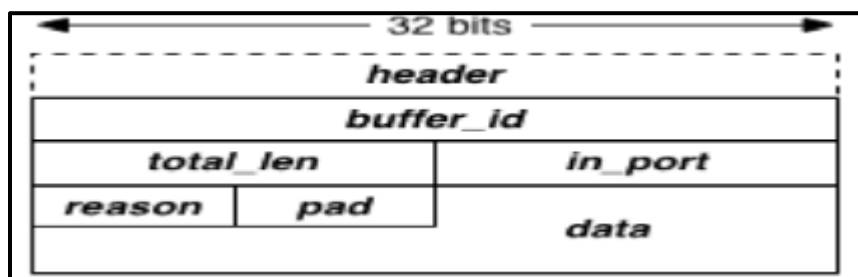 32 bits
header
buffer_id
total_len in_port
reason pad
data